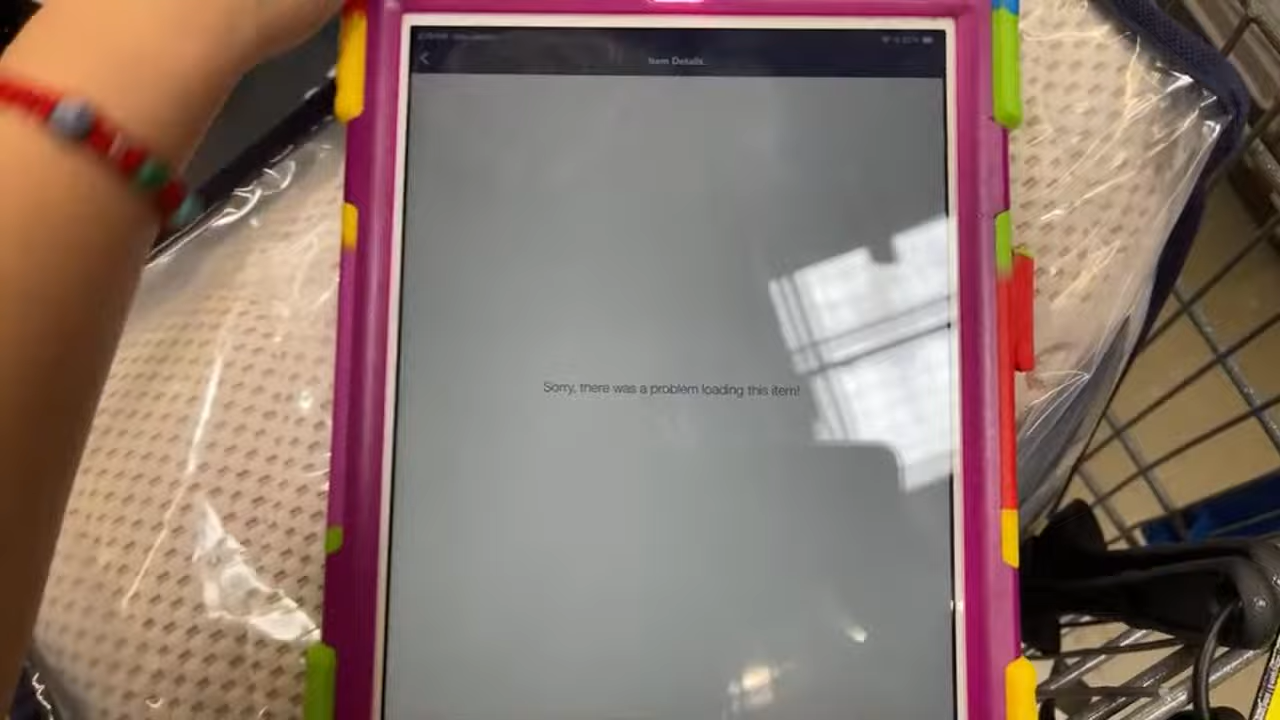 Item Details
Sorry, there was a problem loading this item!